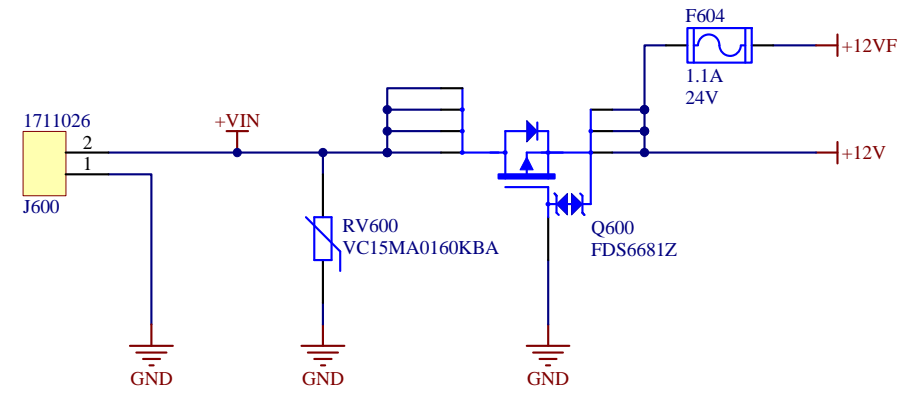 F604
+12VF
1.1A
24V
1711026
+VIN
2
1
+12V
J600
RV600
VC15MA0160KBA
Q600
FDS6681Z
GND
GND
GND